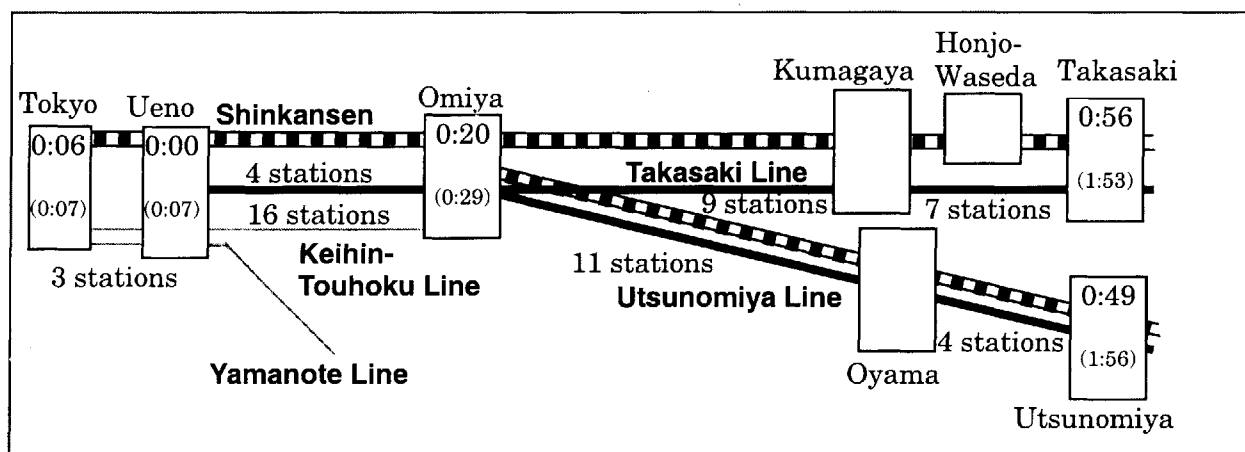 Tokyo
Ueno
Omiya
Kumagaya
Honjo-
Waseda
Takasaki
Shinkansen
0:06
0:00
0:20
0:56
4 stations
Takasaki Line
(0:07)
(0:07)
(0:29)
(1:53)
16 stations
9 stations
7 stations
3 stations
Keihin-
Touhoku Line
11 stations
Utsunomiya Line
0:49
4 stations
(1:56)
Yamanote Line
Oyama
Utsunomiya